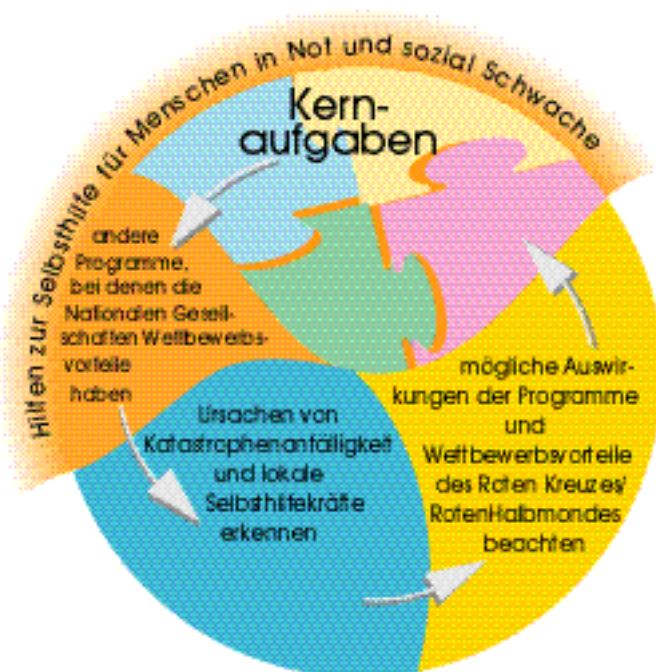 Hilfen zur Selbsthilfe für Menschen in Not und sozial Schwache
Kern-
aufgaben
andere
Programme,
bei denen die
Nationalen Gesell-
schaften Wettbewerbs-
vorteile
haben
Ursachen von
Katastrophenanfälligkeit
und lokale
Selbsthilfekräfte
erkennen
mögliche Auswir-
kungen der Programme
und
Wettbewerbsvorteile
des Roten Kreuzes/
RotenHalbmondes
beachten